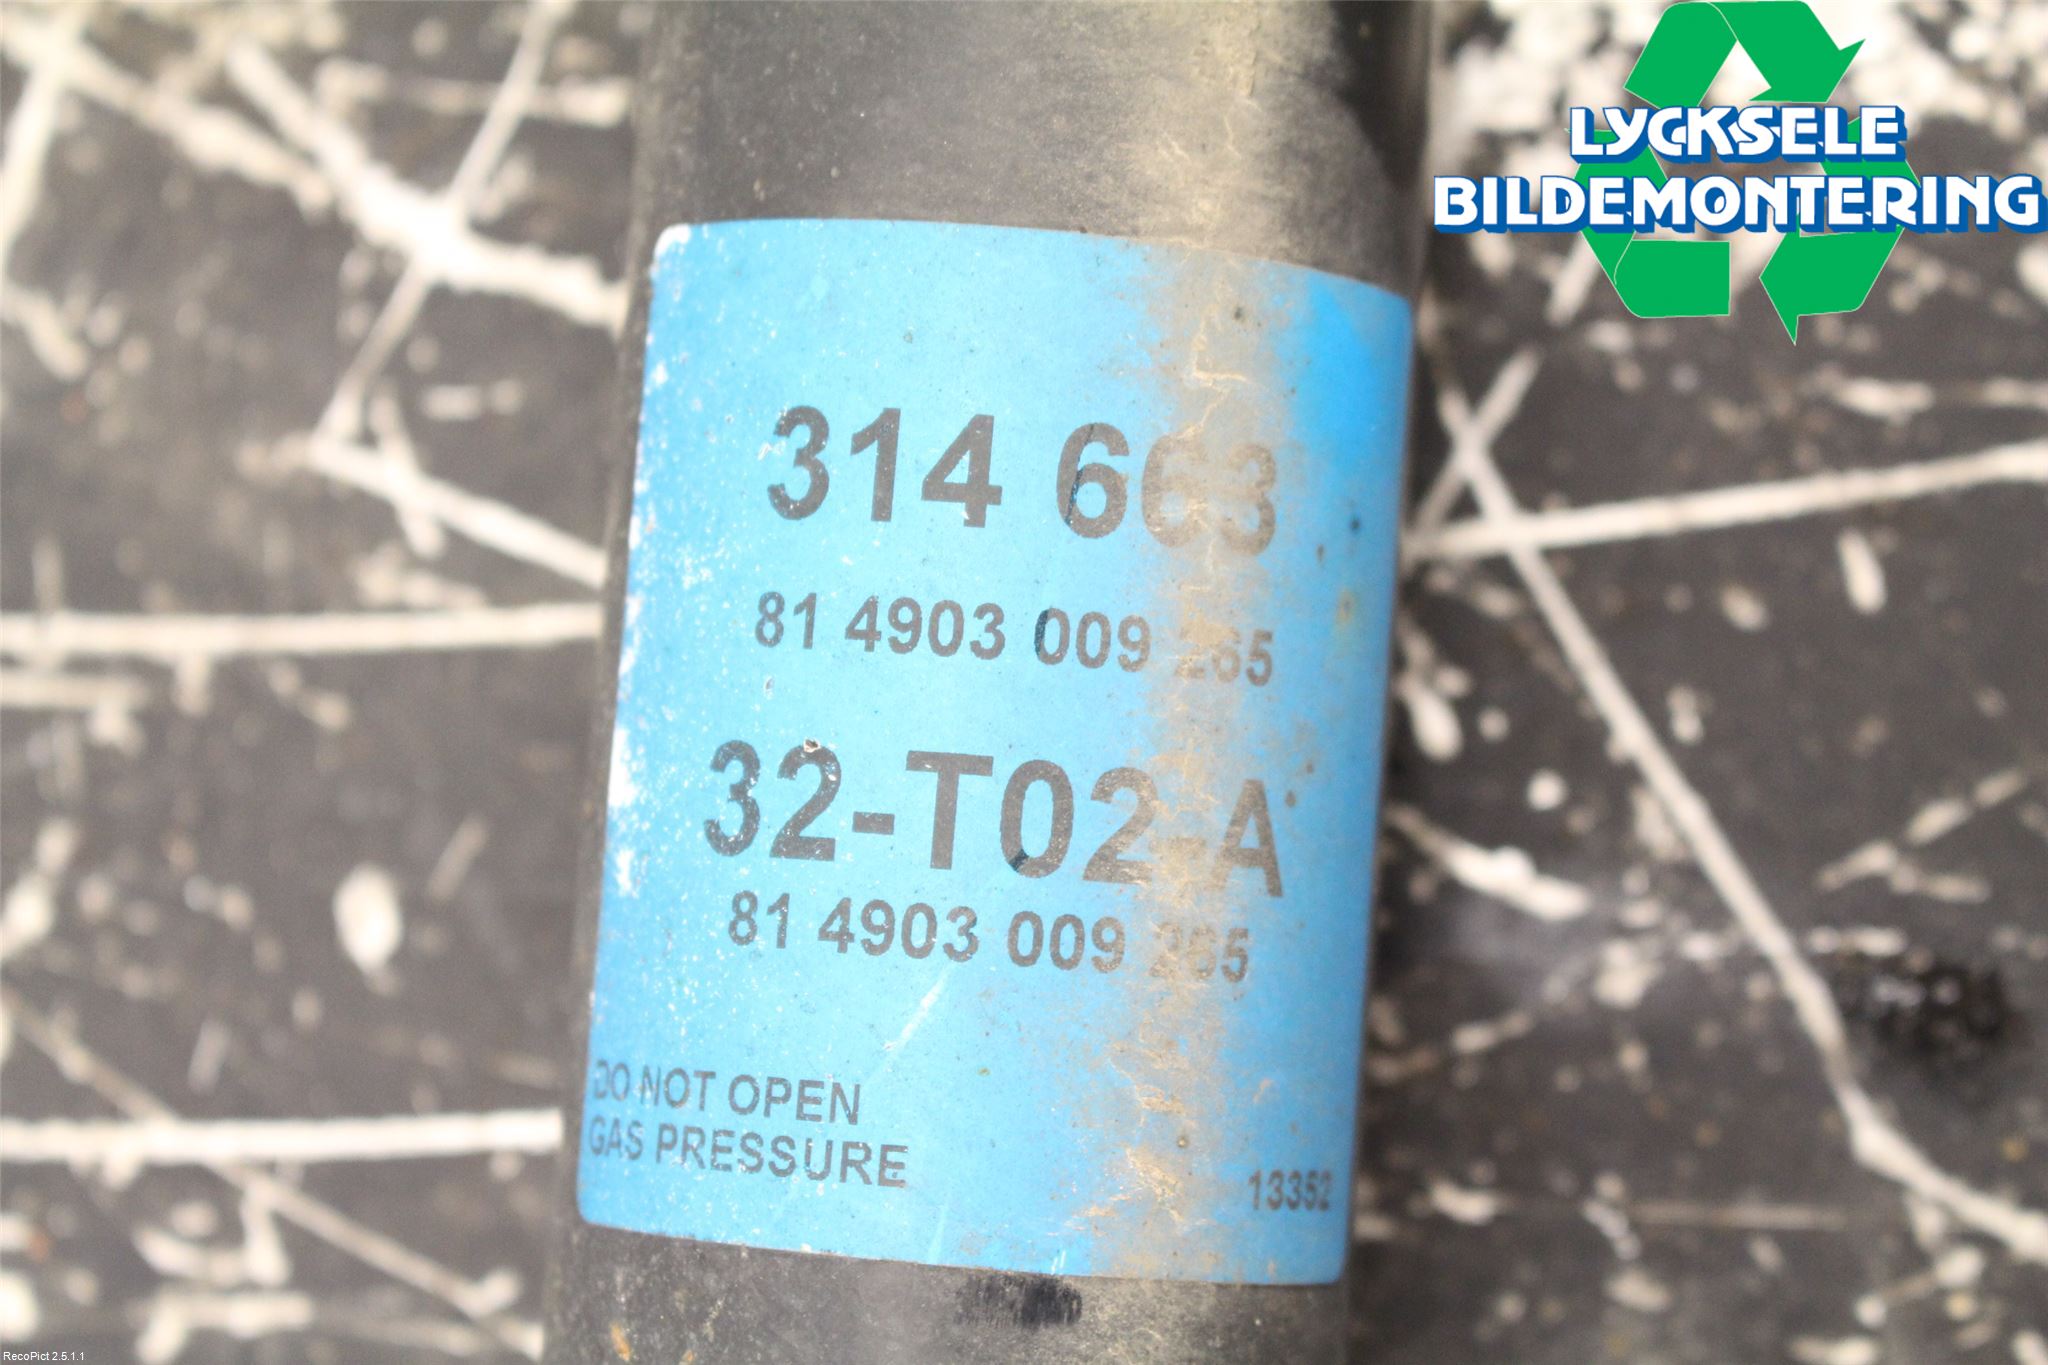 LYCKSELE
BILDEMONTERING
314 663
81 4903 009 265
32-T02-A
81 4903 009 265
DO NOT OPEN
GAS PRESSURE
13352
RecoPict 2.5.1.1